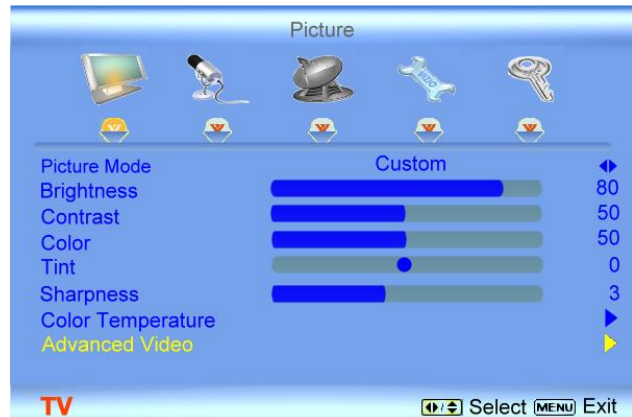 Picture
VIZIO
Picture Mode Custom
Brightness 80
Contrast 50
Color 50
Tint 0
Sharpness 3
Color Temperature
Advanced Video
TV Select MENU Exit